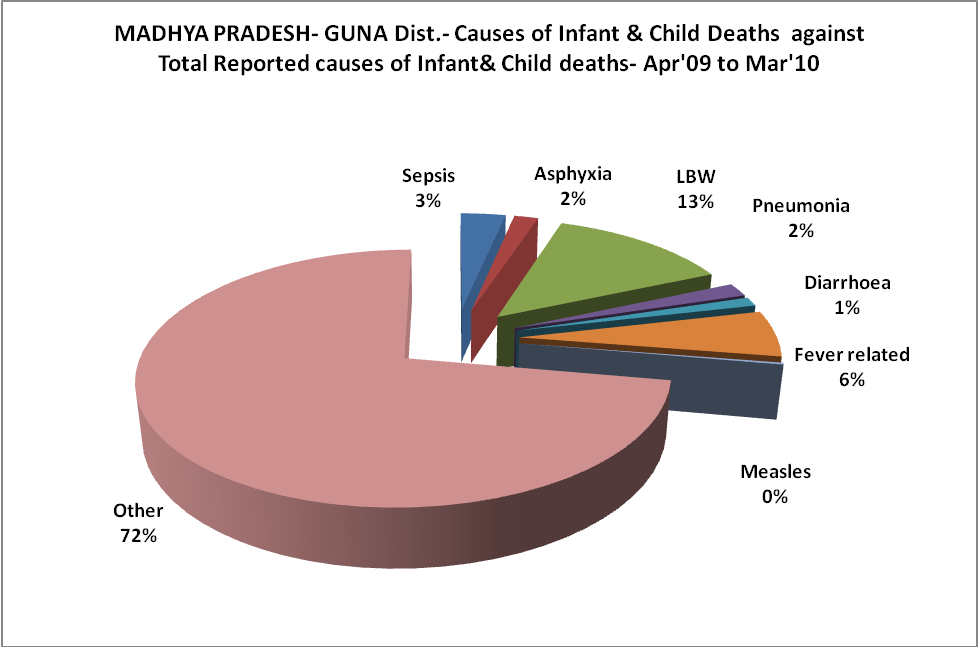 MADHYA PRADESH- GUNA Dist.- Causes of Infant & Child Deaths against
Total Reported causes of Infant& Child deaths- Apr'09 to Mar'10
Sepsis
3%
Asphyxia
2%
LBW
13%
Pneumonia
2%
Diarrhoea
1%
Fever related
6%
Measles
0%
Other
72%